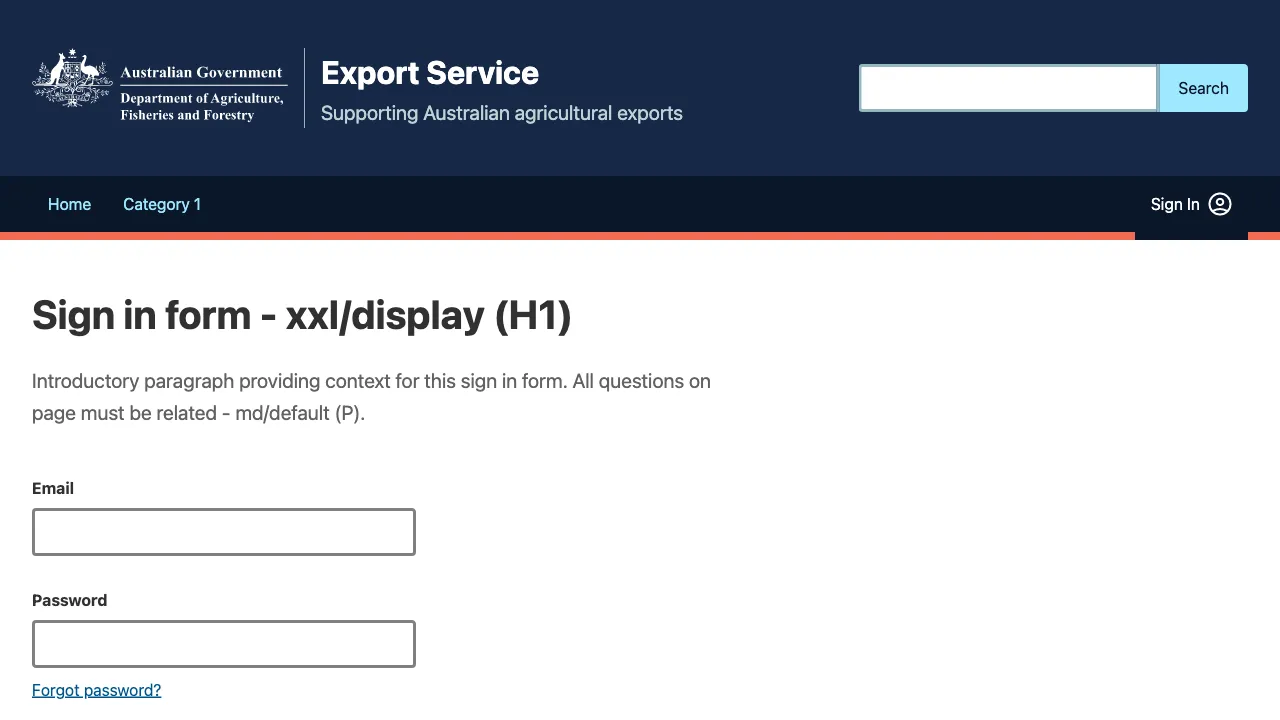 Australian Government
Department of Agriculture,
Fisheries and Forestry
Export Service
Supporting Australian agricultural exports
Search
Home
Category 1
Sign In
Sign in form - xxl/display (H1)
Introductory paragraph providing context for this sign in form. All questions on
page must be related - md/default (P).
Email
Password
Forgot password?